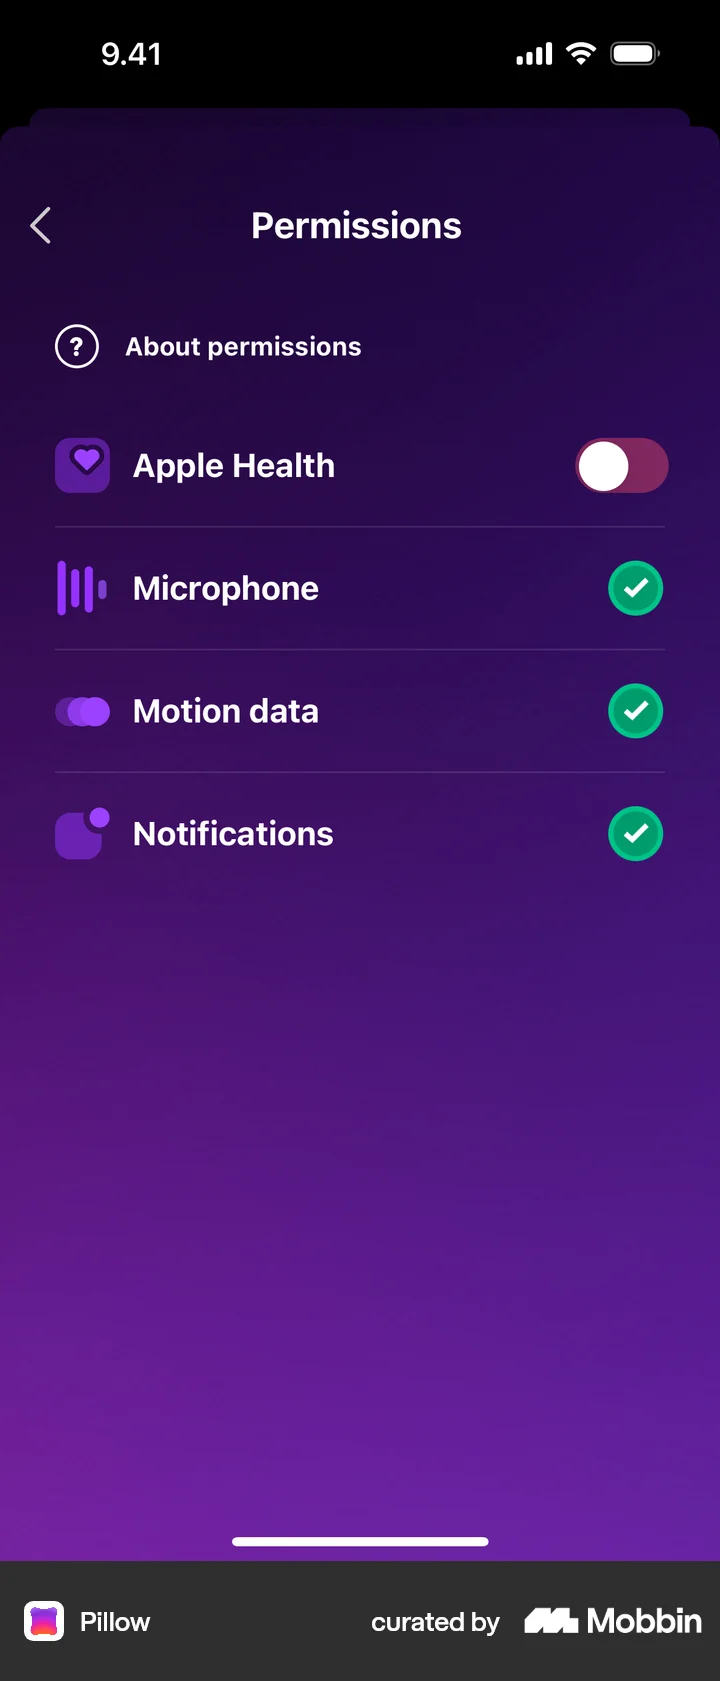 9.41
Permissions
? About permissions
Apple Health
Microphone
Motion data
Notifications
Pillow curated by Mobbin